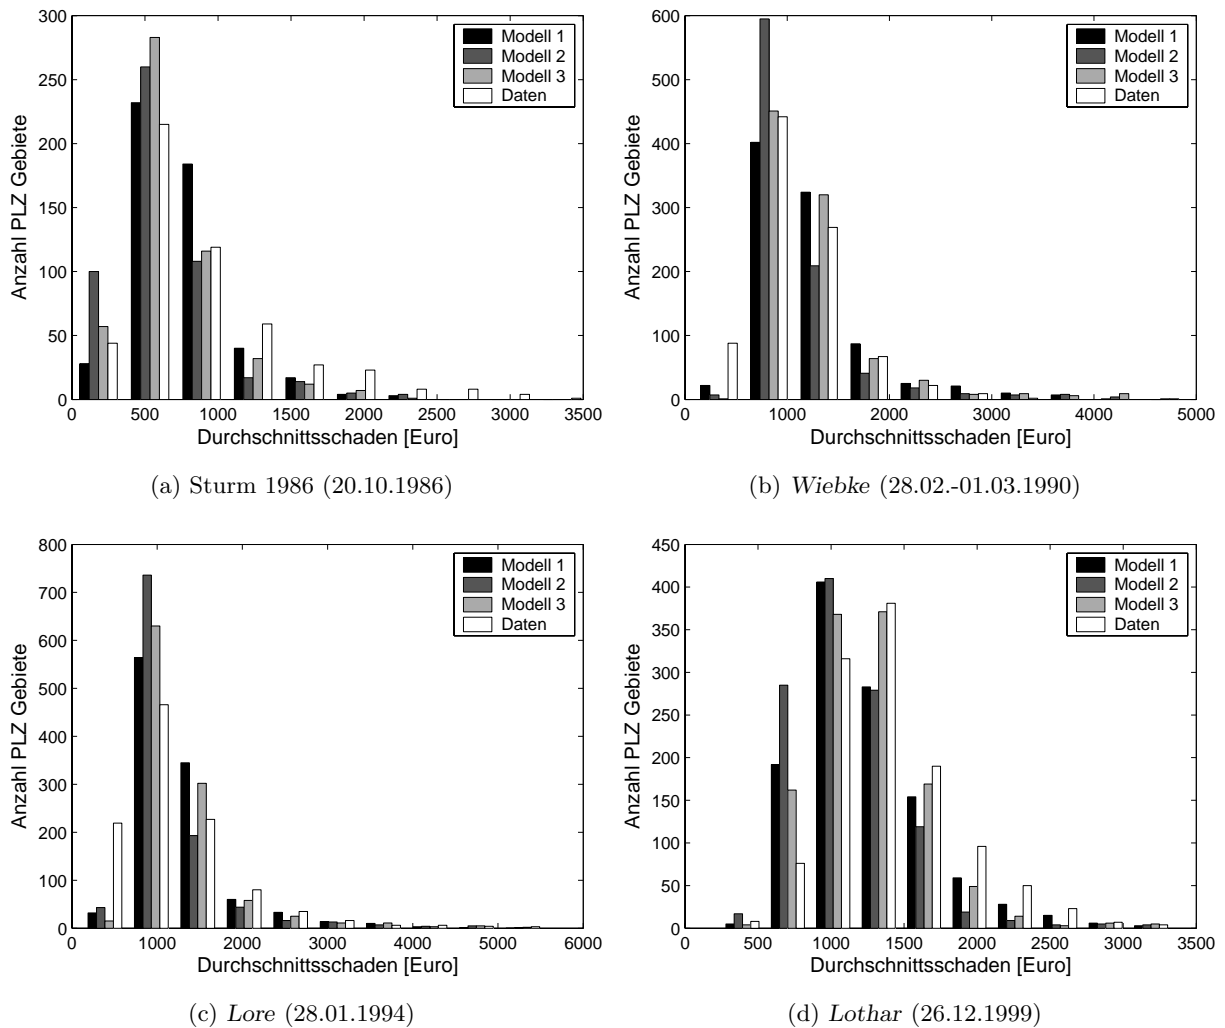 300
250
200
150
100
50
0
Anzahl PLZ Gebiete
Modell 1
Modell 2
Modell 3
Daten
0 500 1000 1500 2000 2500 3000 3500
Durchschnittsschaden [Euro]
(a) Sturm 1986 (20.10.1986)
600
500
400
300
200
100
0
Anzahl PLZ Gebiete
Modell 1
Modell 2
Modell 3
Daten
0 1000 2000 3000 4000 5000
Durchschnittsschaden [Euro]
(b) Wiebke (28.02.-01.03.1990)
800
700
600
500
400
300
200
100
0
Anzahl PLZ Gebiete
Modell 1
Modell 2
Modell 3
Daten
0 1000 2000 3000 4000 5000 6000
Durchschnittsschaden [Euro]
(c) Lore (28.01.1994)
450
400
350
300
250
200
150
100
50
0
Anzahl PLZ Gebiete
Modell 1
Modell 2
Modell 3
Daten
0 500 1000 1500 2000 2500 3000 3500
Durchschnittsschaden [Euro]
(d) Lothar (26.12.1999)